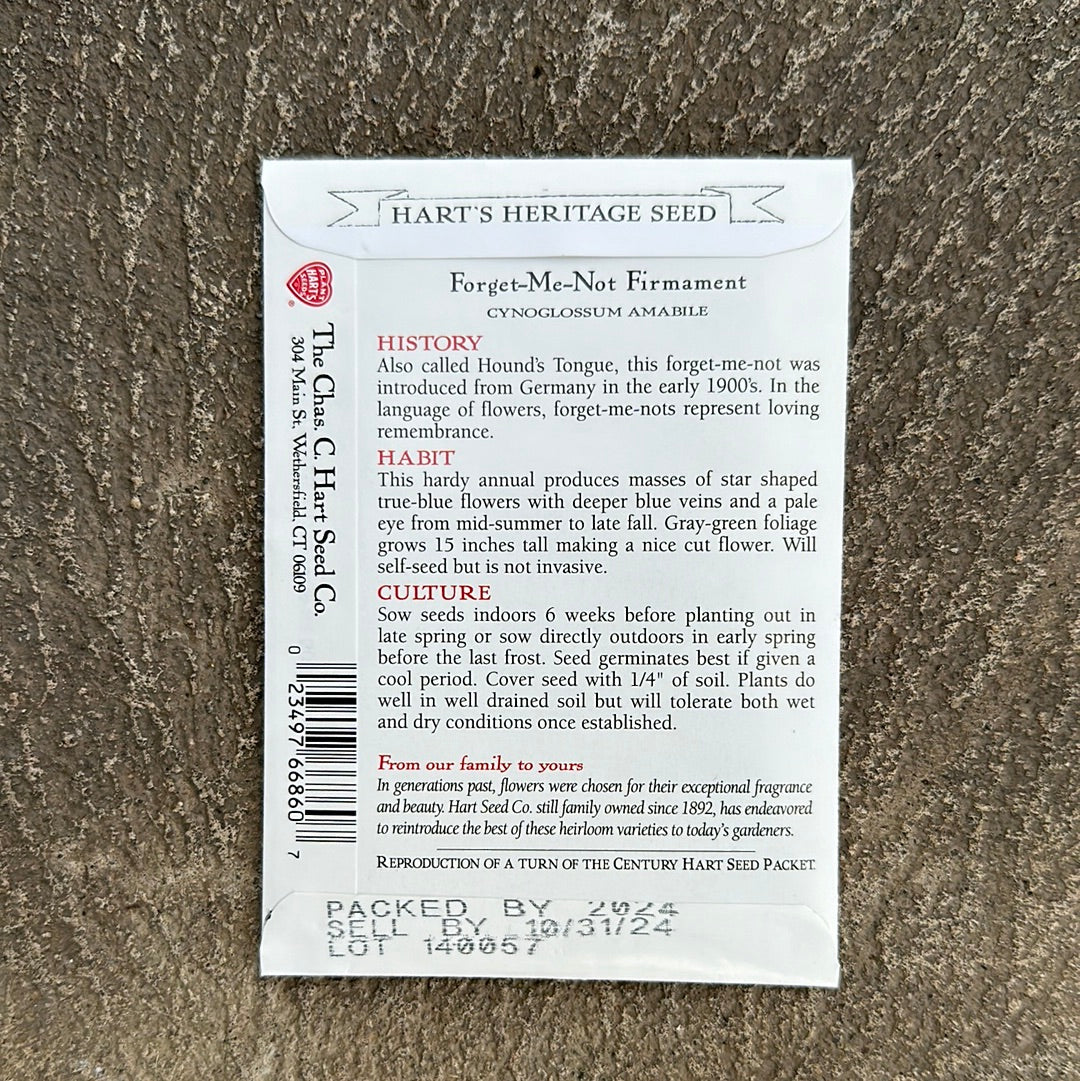 HART'S HERITAGE SEED
Forget-Me-Not Firmament
CYNOGLOSSUM AMABILE
HISTORY
Also called Hound's Tongue, this forget-me-not was
introduced from Germany in the early 1900's. In the
language of flowers, forget-me-nots represent loving
remembrance.
HABIT
This hardy annual produces masses of star shaped
true-blue flowers with deeper blue veins and a pale
eye from mid-summer to late fall. Gray-green foliage
grows 15 inches tall making a nice cut flower. Will
self-seed but is not invasive.
CULTURE
Sow seeds indoors 6 weeks before planting out in
late spring or sow directly outdoors in early spring
before the last frost. Seed germinates best if given a
cool period. Cover seed with 1/4" of soil. Plants do
well in well drained soil but will tolerate both wet
and dry conditions once established.
From our family to yours
In generations past, flowers were chosen for their exceptional fragrance
and beauty. Hart Seed Co. still family owned since 1892, has endeavored
to reintroduce the best of these heirloom varieties to today's gardeners.
REPRODUCTION OF A TURN OF THE CENTURY HART SEED PACKET.
PLANT
HART'S
SEEDS
®
The Chas. C. Hart Seed Co.
304 Main St. Wethersfield, CT 06109
0 23497 66860 7
PACKED BY 2024
SELL BY 10/31/24
LOT 140057